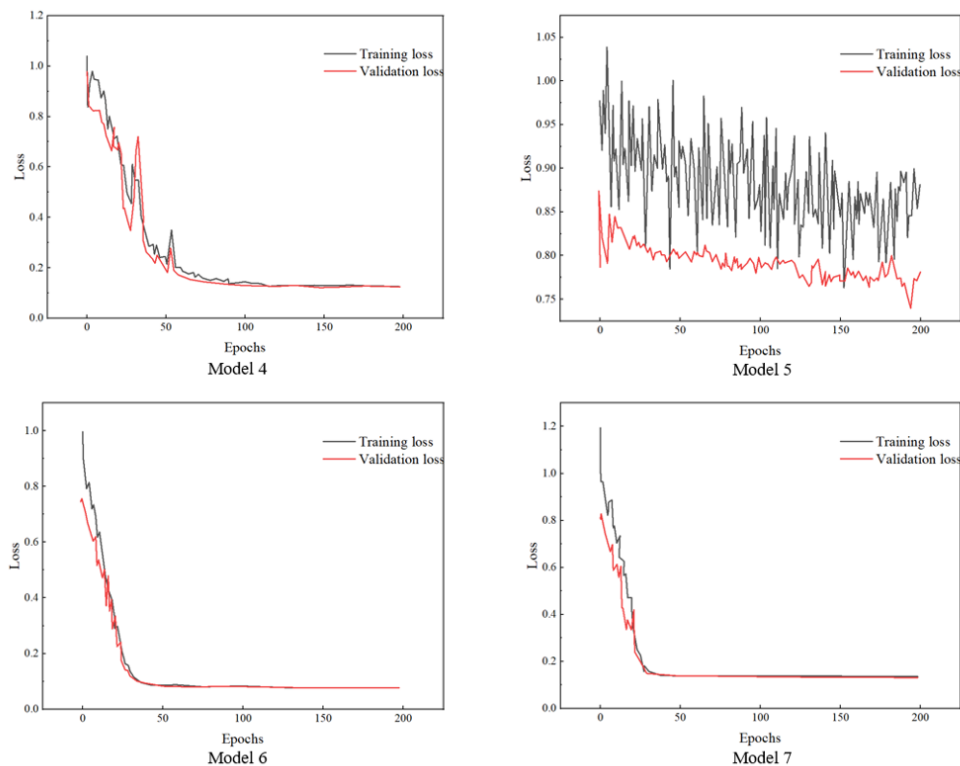 1.2
1.0
0.8
0.6
0.4
0.2
0.0
Loss
Training loss
Validation loss
0 50 100 150 200
Epochs
Model 4
1.05
1.00
0.95
0.90
0.85
0.80
0.75
Loss
Training loss
Validation loss
0 50 100 150 200
Epochs
Model 5
1.0
0.8
0.6
0.4
0.2
0.0
Loss
Training loss
Validation loss
0 50 100 150 200
Epochs
Model 6
1.2
1.0
0.8
0.6
0.4
0.2
0.0
Loss
Training loss
Validation loss
0 50 100 150 200
Epochs
Model 7